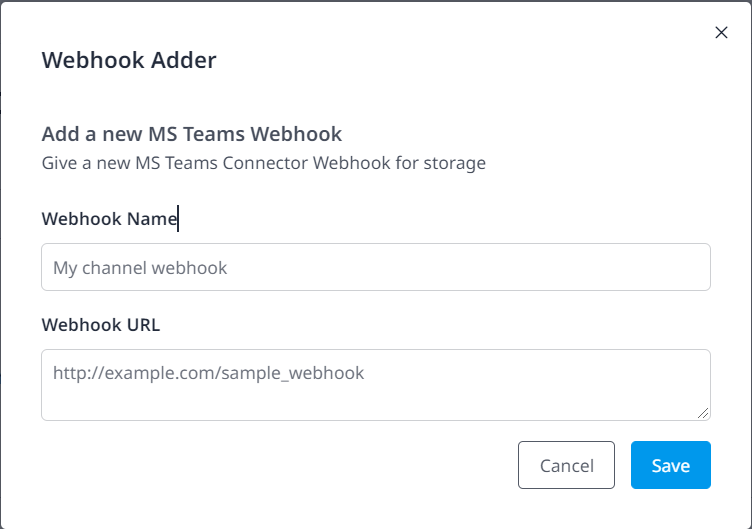 Webhook Adder
Add a new MS Teams Webhook
Give a new MS Teams Connector Webhook for storage
Webhook Name
My channel webhook
Webhook URL
http://example.com/sample_webhook
Cancel
Save